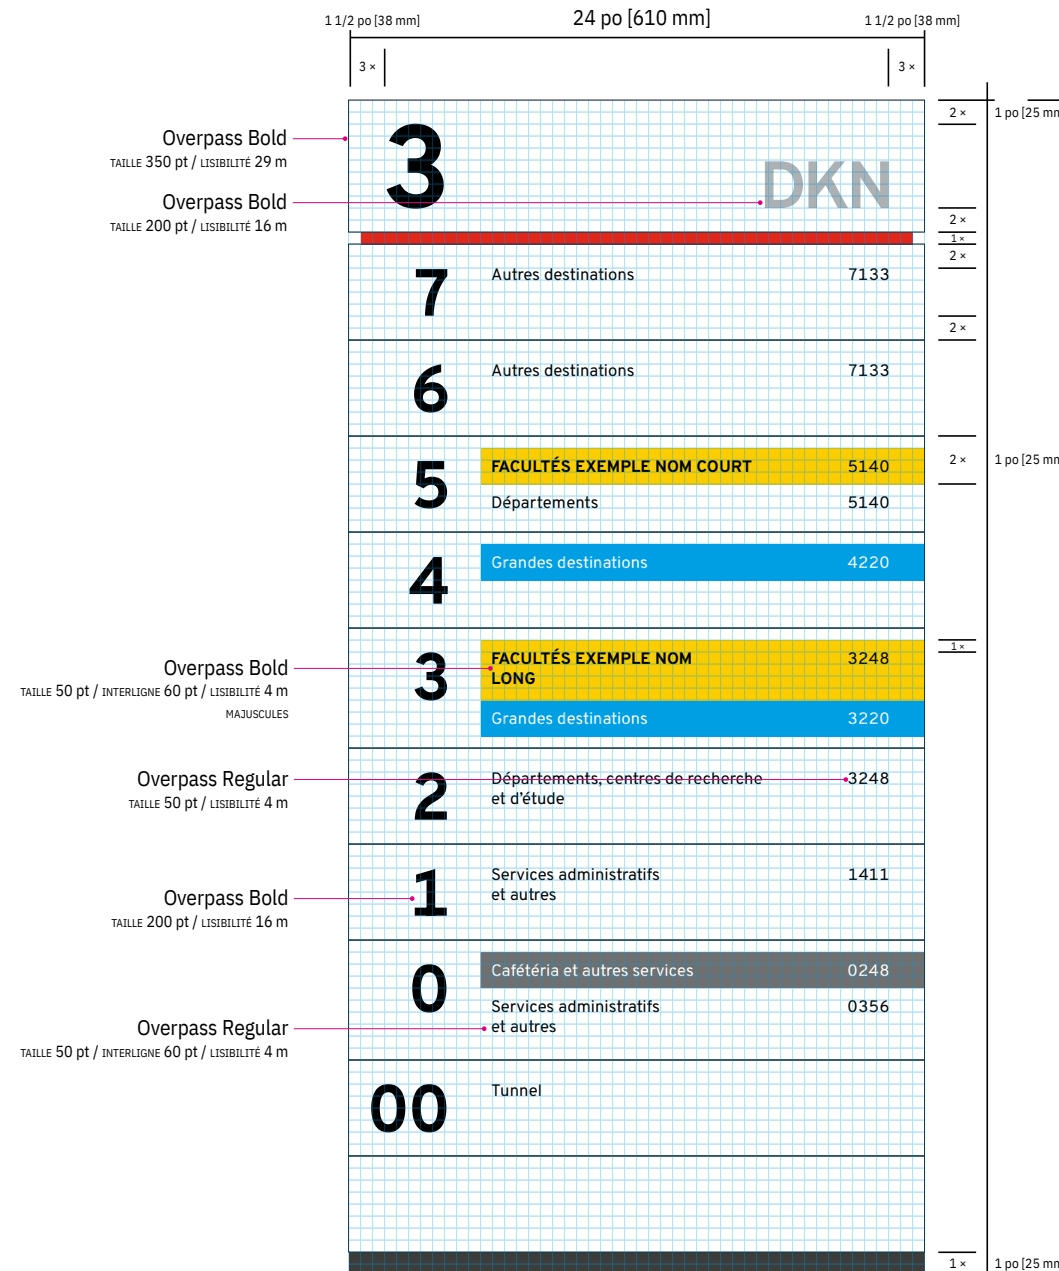 1 1/2 po [38 mm] 24 po [610 mm] 1 1/2 po [38 mm]
3 × 3 ×
2 × 1 po [25 mm
Overpass Bold
TAILLE 350 pt / LISIBILITÉ 29 m
3 DKN
Overpass Bold
TAILLE 200 pt / LISIBILITÉ 16 m
2 ×
1 ×
2 ×
7 Autres destinations 7133
2 ×
6 Autres destinations 7133
5 FACULTÉS EXEMPLE NOM COURT 5140
2 × 1 po [25 mm
Départements 5140
4 Grandes destinations 4220
1 ×
Overpass Bold
TAILLE 50 pt / INTERLIGNE 60 pt / LISIBILITÉ 4 m
MAJUSCULES
3 FACULTÉS EXEMPLE NOM 3248
LONG
Grandes destinations 3220
Overpass Regular
TAILLE 50 pt / LISIBILITÉ 4 m
2 Départements, centres de recherche 3248
et d'étude
Overpass Bold
TAILLE 200 pt / LISIBILITÉ 16 m
1 Services administratifs 1411
et autres
0 Cafétéria et autres services 0248
Services administratifs 0356
et autres
Overpass Regular
TAILLE 50 pt / INTERLIGNE 60 pt / LISIBILITÉ 4 m
00 Tunnel
1 × 1 po [25 mm